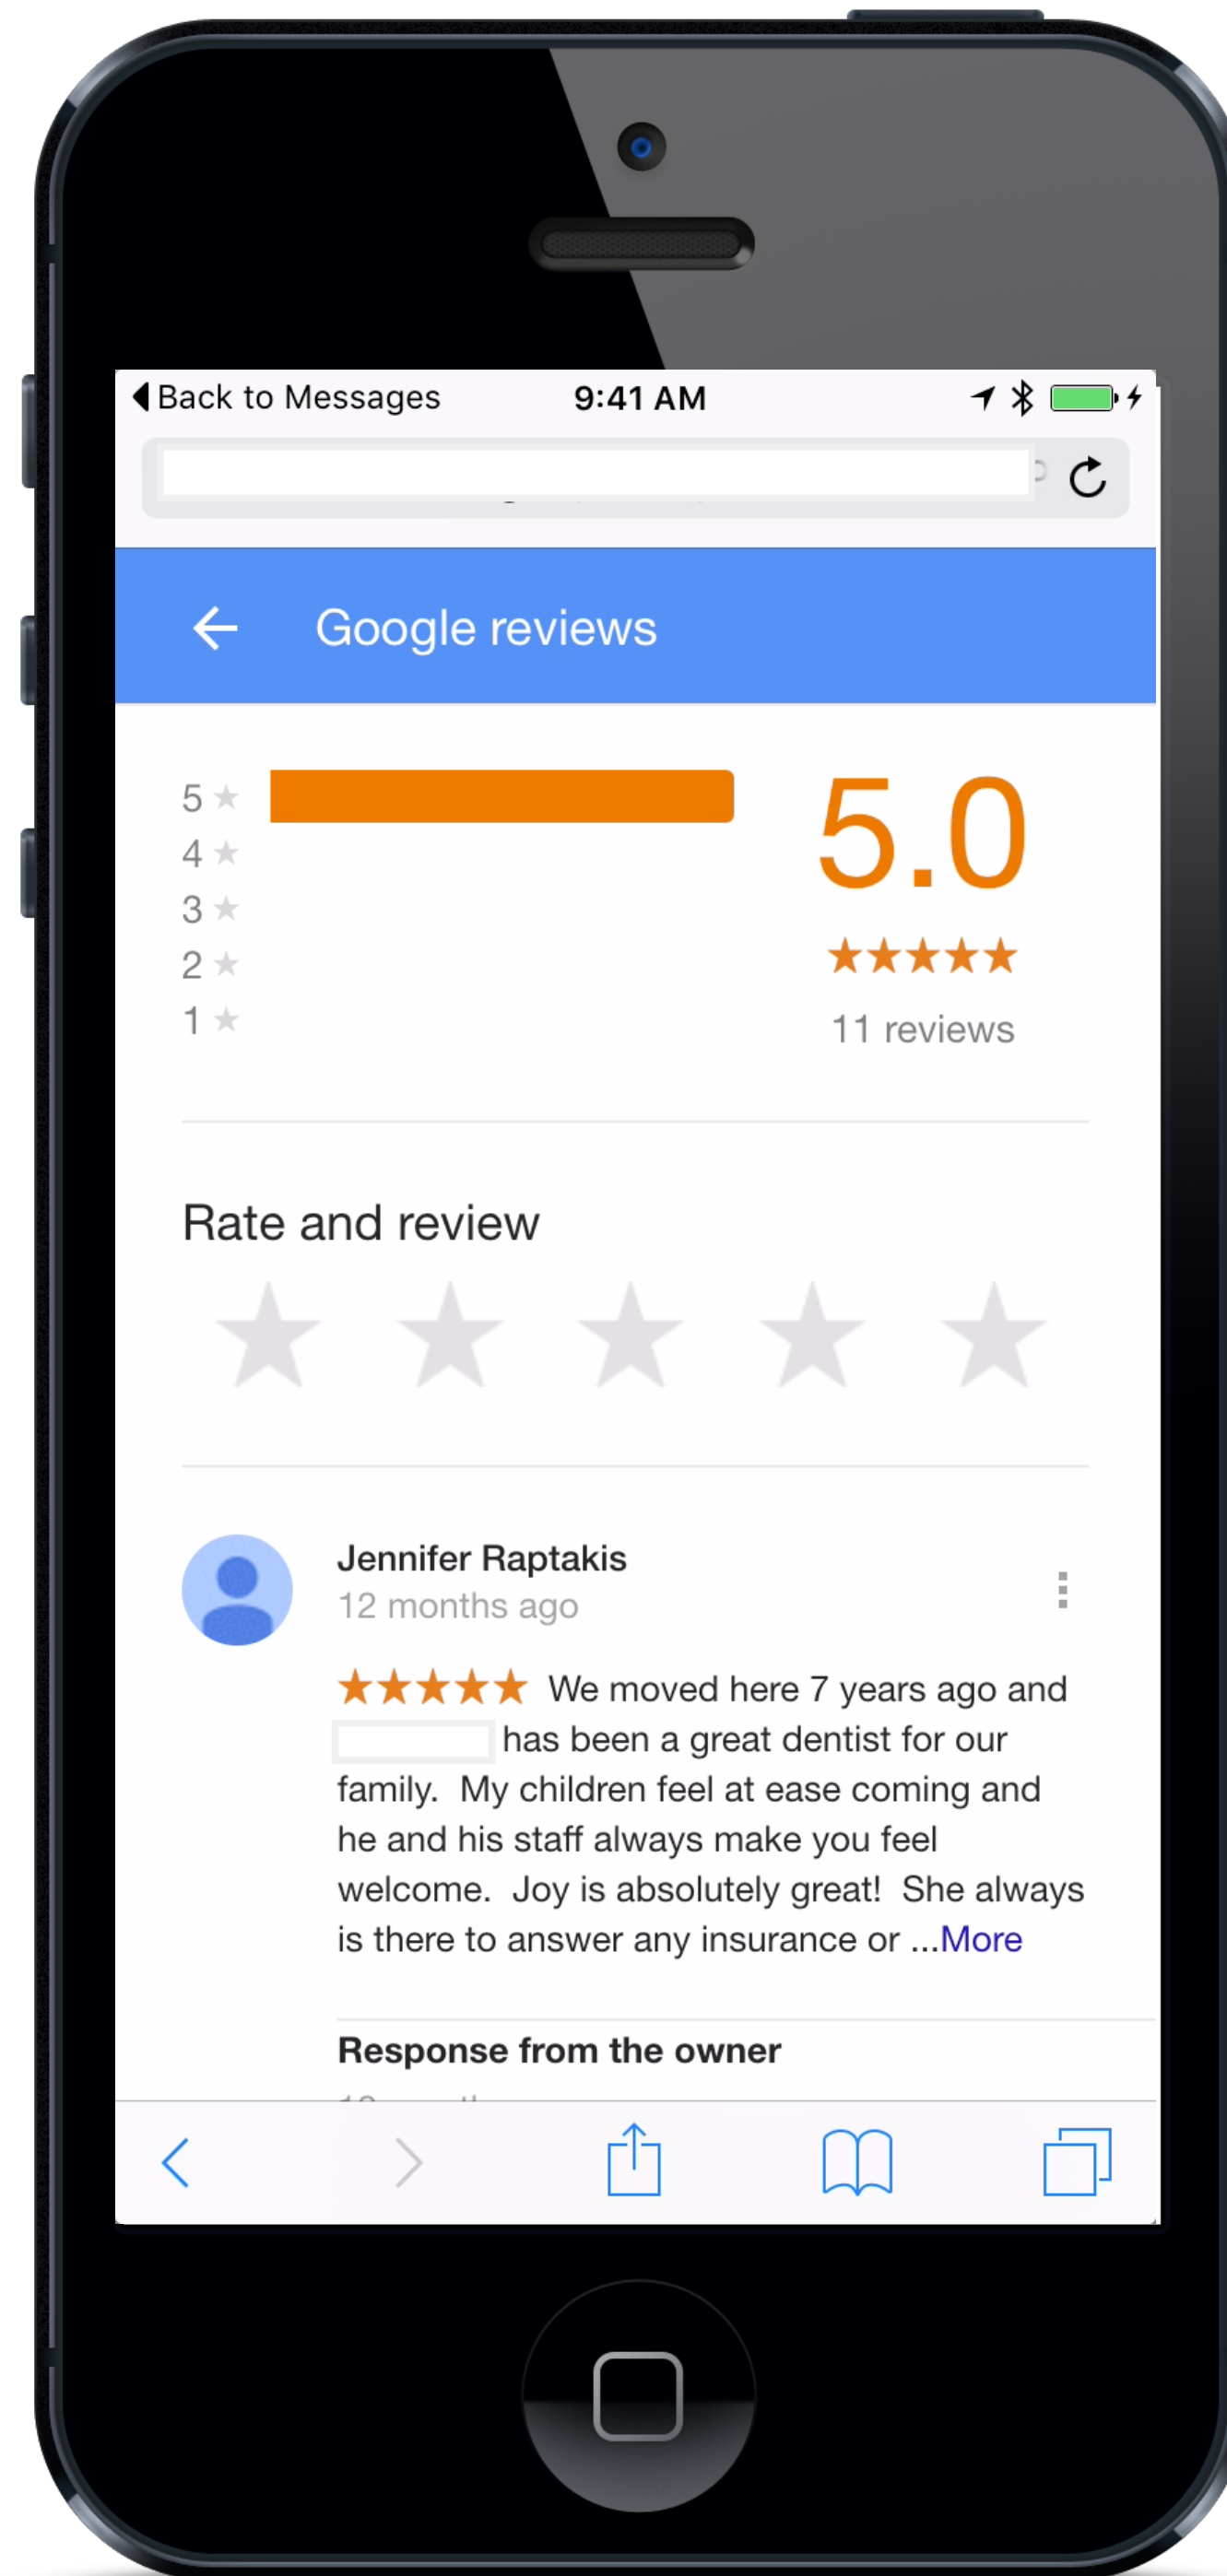 Back to Messages 9:41 AM
Google reviews
5 5.0
4
3
2
1 11 reviews
Rate and review
Jennifer Raptakis
12 months ago
We moved here 7 years ago and
has been a great dentist for our
family. My children feel at ease coming and
he and his staff always make you feel
welcome. Joy is absolutely great! She always
is there to answer any insurance or ...More
Response from the owner